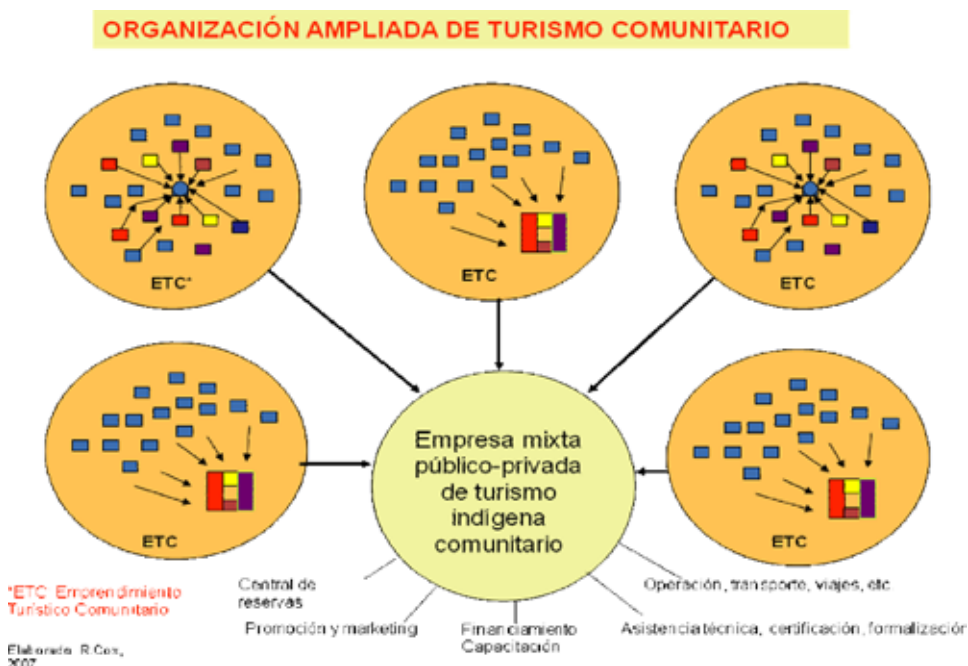 ORGANIZACIÓN AMPLIADA DE TURISMO COMUNITARIO
ETC*
ETC
ETC
ETC
ETC
Empresa mixta
público-privada
de turismo
indígena
comunitario
Central de
reservas
Promoción y marketing
Financiamiento
Capacitación
Operación, transporte, viajes, etc
Asistencia técnica, certificación, formalización
*ETC: Emprendimiento
Turístico Comunitario
Elaborado: R.
2007